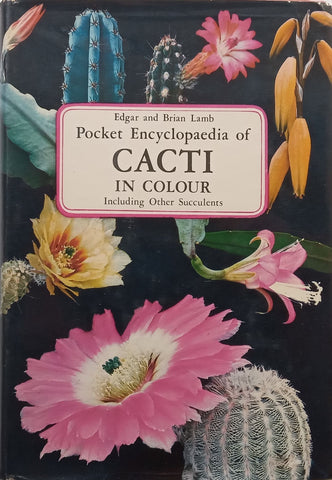 Edgar and Brian Lamb
Pocket Encyclopaedia of
CACTI
IN COLOUR
Including Other Succulents